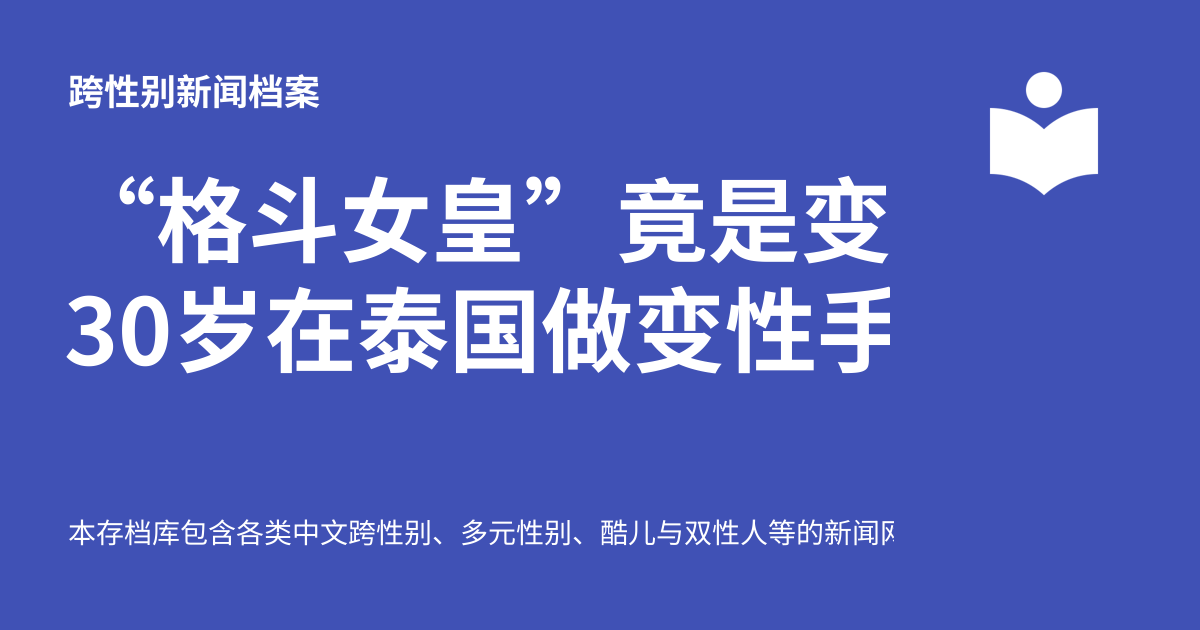 跨性别新闻档案
“格斗女皇”竟是变
30岁在泰国做变性手
本存档库包含各类中文跨性别、多元性别、酷儿与双性人等的新闻